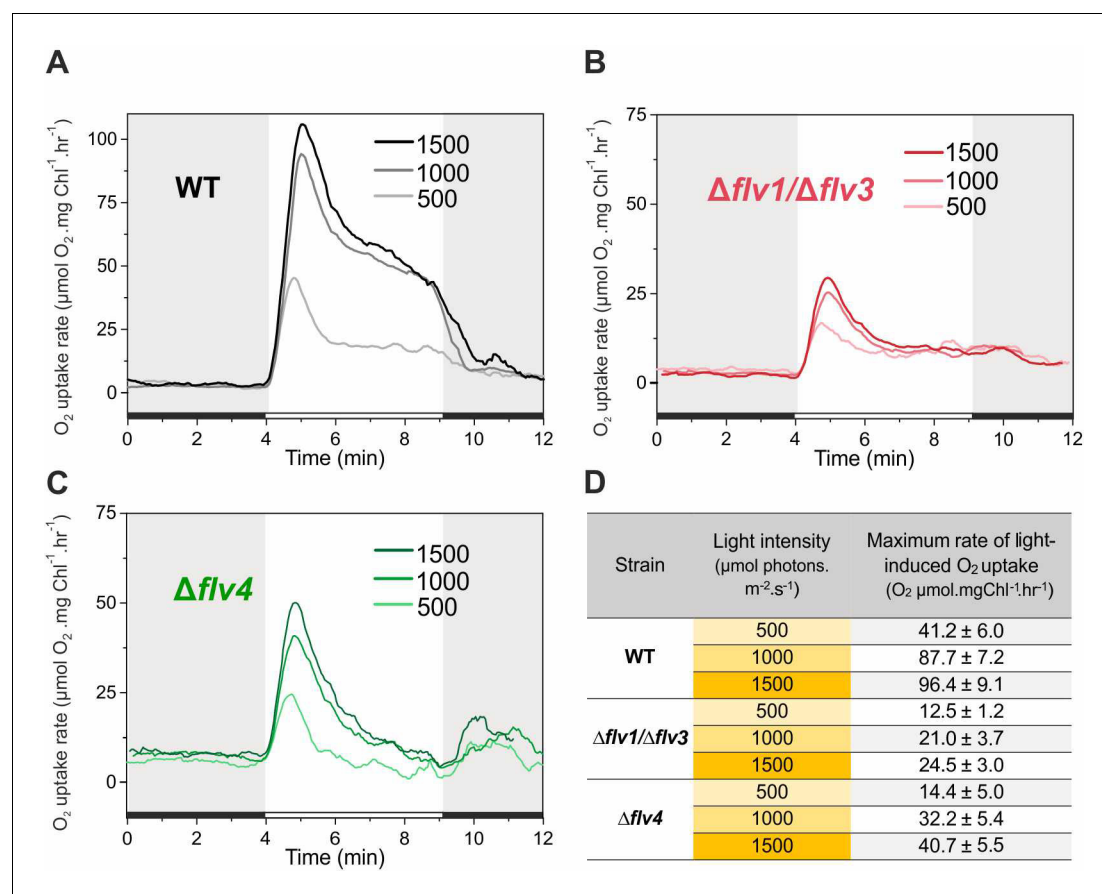 A
O₂ uptake rate (µmol O₂ .mg Chl⁻¹.hr⁻¹)
100
75
50
25
0
WT
1500
1000
500
0 2 4 6 8 10 12
Time (min)
B
O₂ uptake rate (µmol O₂ .mg Chl⁻¹.hr⁻¹)
75
50
25
0
Δflv1/Δflv3
1500
1000
500
0 2 4 6 8 10 12
Time (min)
C
O₂ uptake rate (µmol O₂ .mg Chl⁻¹.hr⁻¹)
75
50
25
0
Δflv4
1500
1000
500
0 2 4 6 8 10 12
Time (min)
D
Strain
Light intensity
(µmol photons.
m⁻².s⁻¹)
Maximum rate of light-
induced O₂ uptake
(O₂ µmol.mgChl⁻¹.hr⁻¹)
WT
500 41.2 ± 6.0
1000 87.7 ± 7.2
1500 96.4 ± 9.1
Δflv1/Δflv3
500 12.5 ± 1.2
1000 21.0 ± 3.7
1500 24.5 ± 3.0
Δflv4
500 14.4 ± 5.0
1000 32.2 ± 5.4
1500 40.7 ± 5.5